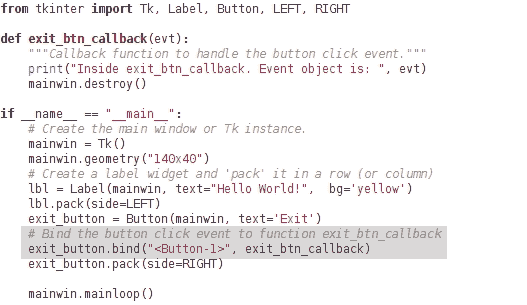 from tkinter import Tk, Label, Button, LEFT, RIGHT

def exit_btn_callback(evt):
    """Callback function to handle the button click event."""
    print("Inside exit_btn_callback. Event object is: ", evt)
    mainwin.destroy()

if __name__ == "__main__":
    # Create the main window or Tk instance.
    mainwin = Tk()
    mainwin.geometry("140x40")
    # Create a label widget and 'pack' it in a row (or column)
    lbl = Label(mainwin, text="Hello World!",  bg='yellow')
    lbl.pack(side=LEFT)
    exit_button = Button(mainwin, text='Exit')
    # Bind the button click event to function exit_btn_callback
    exit_button.bind("<Button-1>", exit_btn_callback)
    exit_button.pack(side=RIGHT)

    mainwin.mainloop()